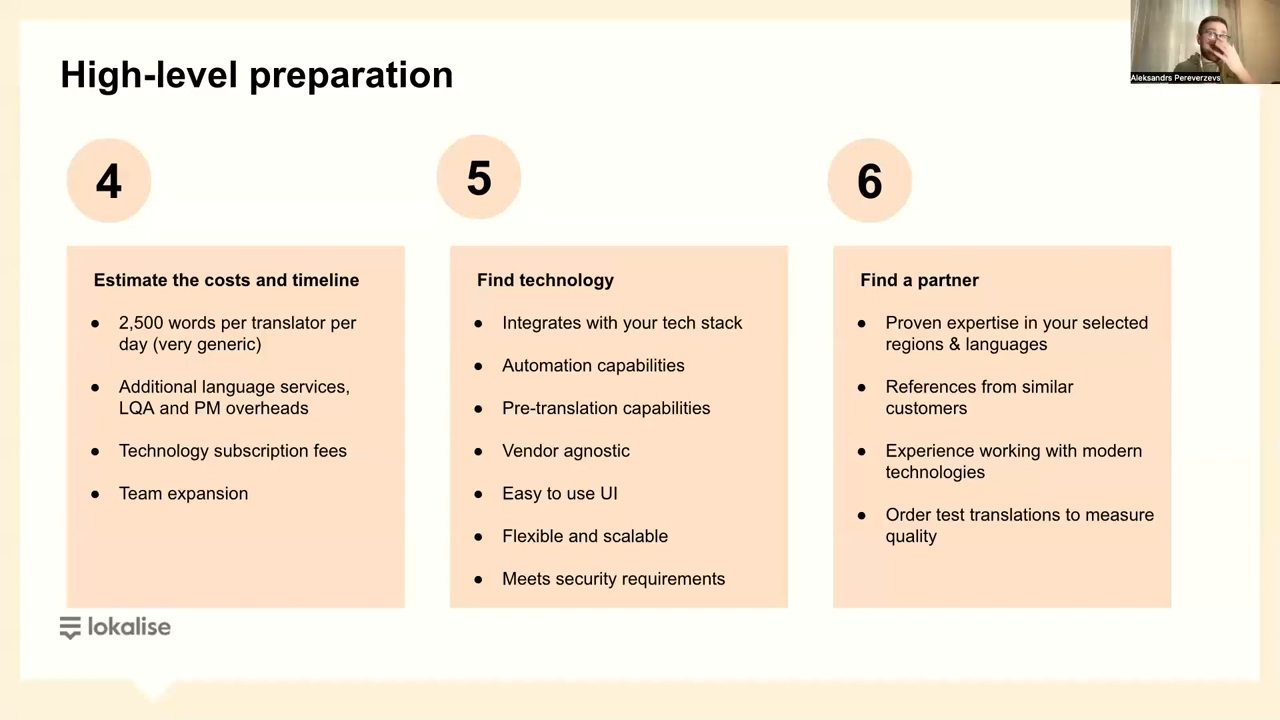 High-level preparation
Aleksandrs Pereverzevs
4
5
6
Estimate the costs and timeline
● 2,500 words per translator per
day (very generic)
● Additional language services,
LQA and PM overheads
● Technology subscription fees
● Team expansion
Find technology
● Integrates with your tech stack
● Automation capabilities
● Pre-translation capabilities
● Vendor agnostic
● Easy to use UI
● Flexible and scalable
● Meets security requirements
Find a partner
● Proven expertise in your selected
regions & languages
● References from similar
customers
● Experience working with modern
technologies
● Order test translations to measure
quality
lokalise